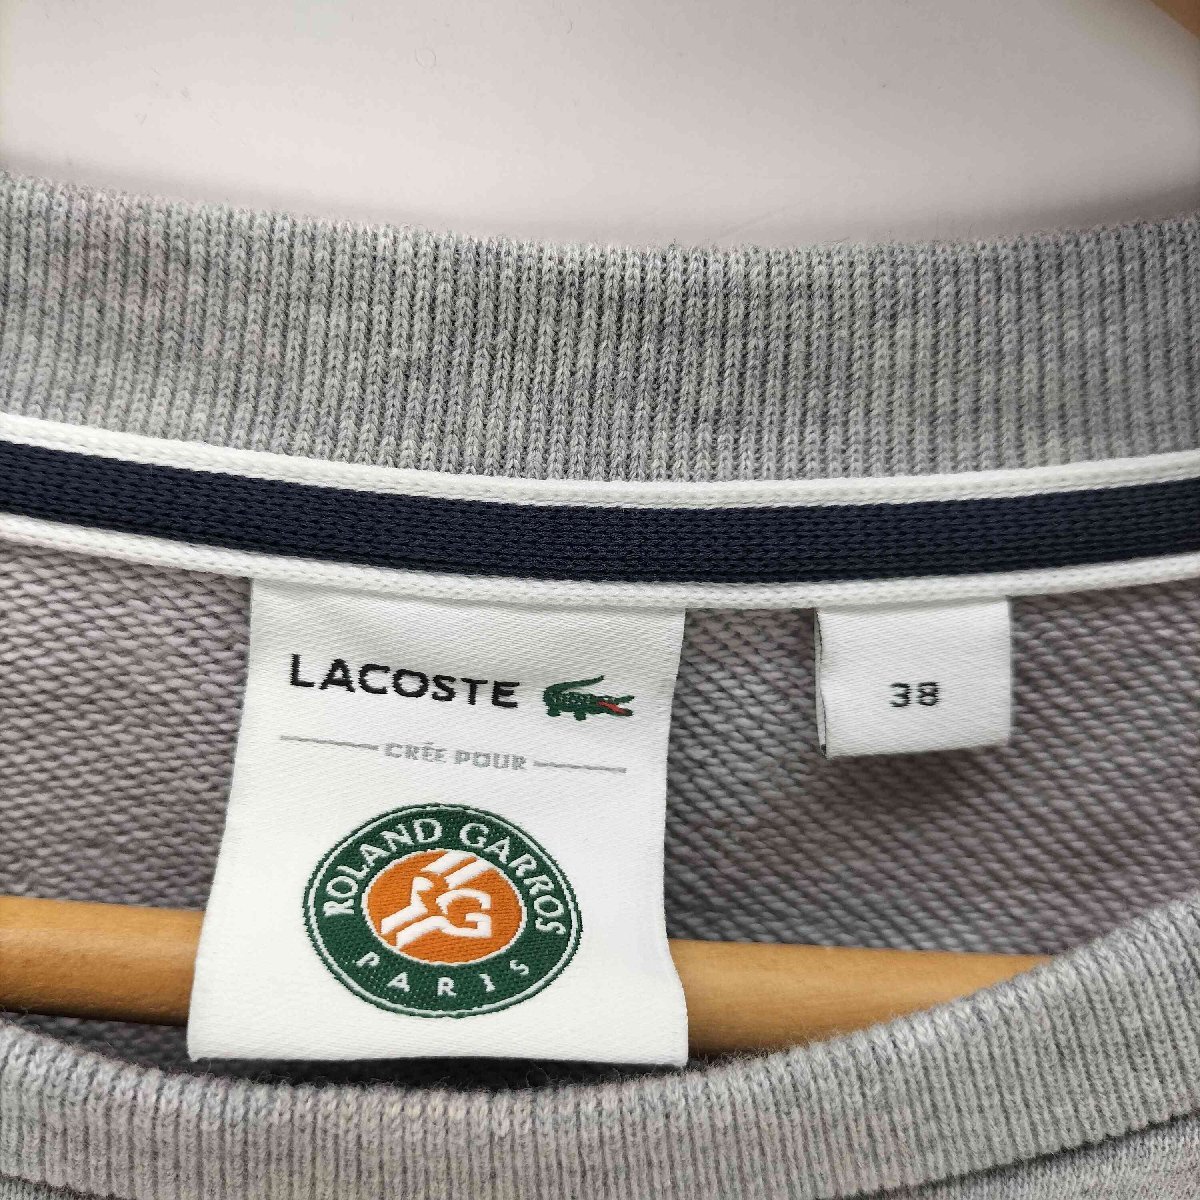 LACOSTE
CRÉE POUR
ROLAND GARROS
RG
PARIS
38